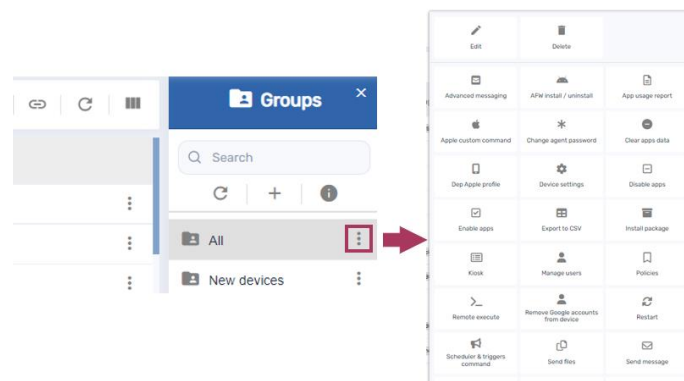 Groups
Search
All
New devices
Edit Delete
Advanced messaging AFW install / uninstall App usage report
Apple custom command Change agent password Clear apps data
Dep Apple profile Device settings Disable apps
Enable apps Export to CSV Install package
Kiosk Manage users Policies
Remote execute Remove Google accounts from device Restart
Scheduler & triggers command Send files Send message